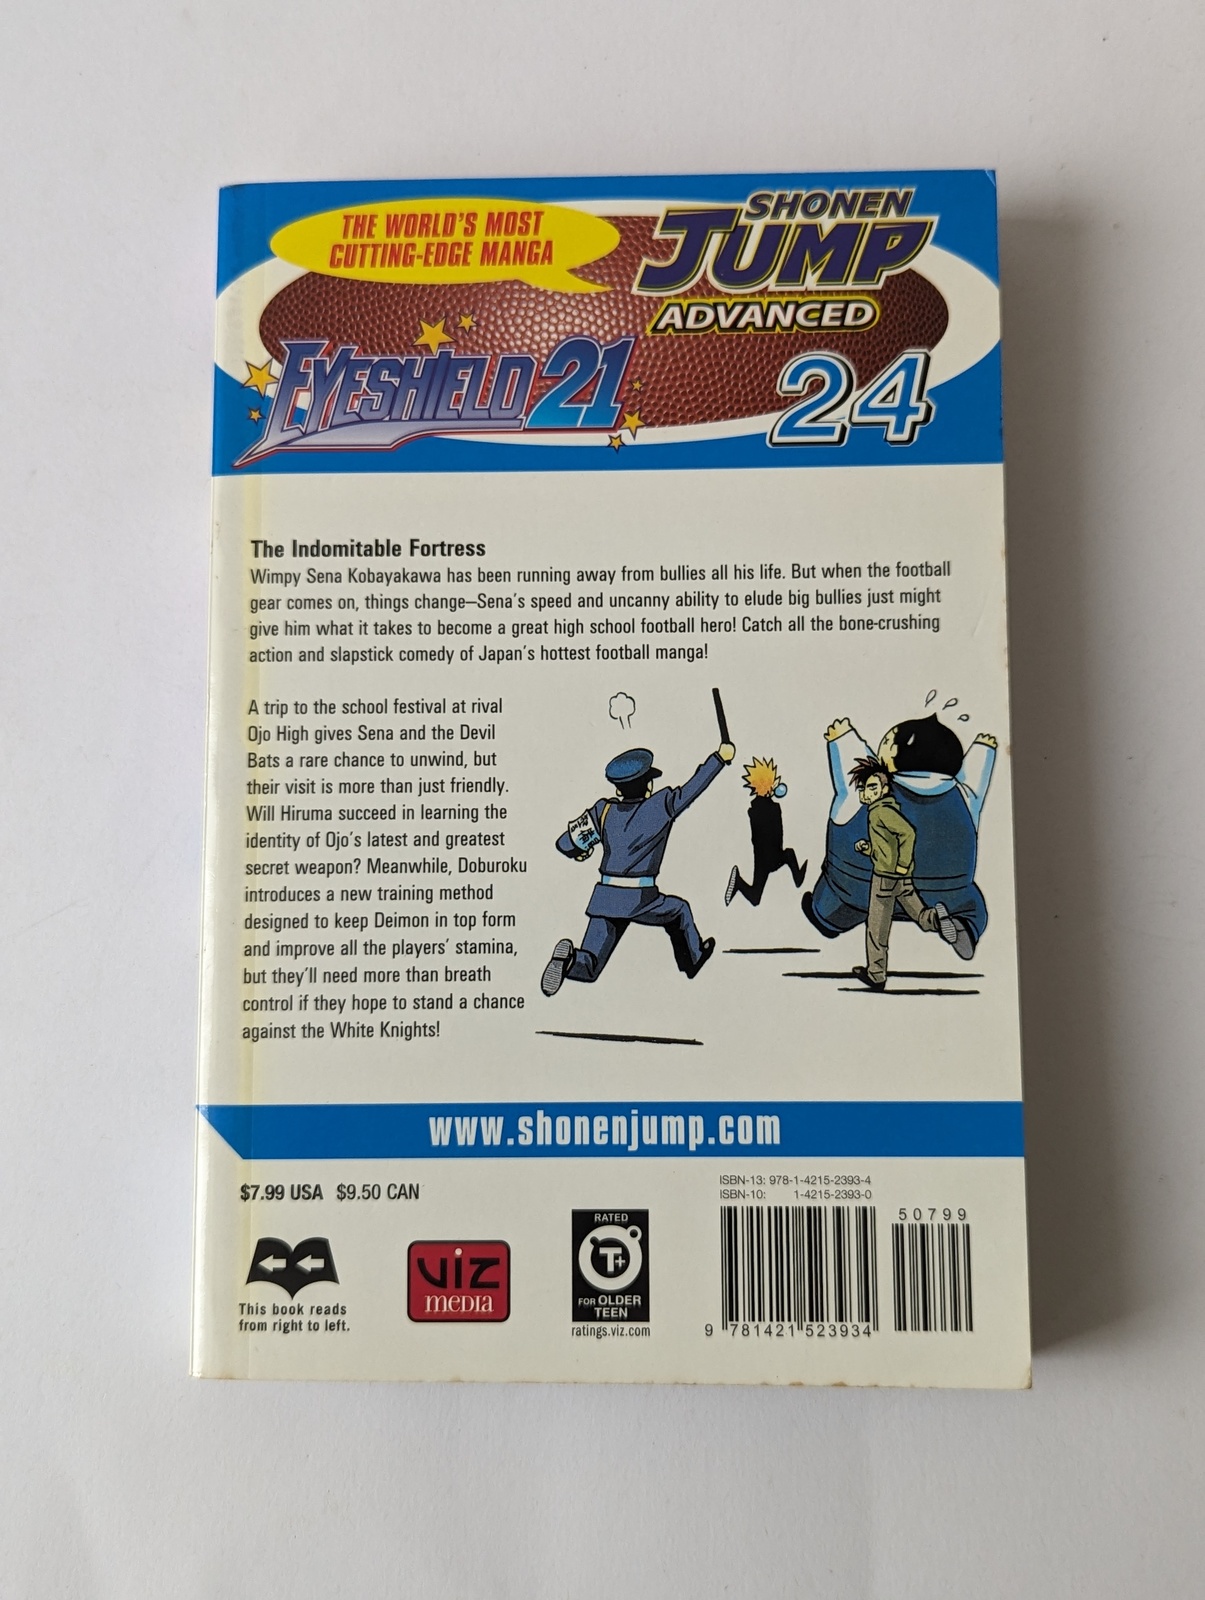 THE WORLD'S MOST
CUTTING-EDGE MANGA
SHONEN
JUMP
ADVANCED
EYESHIELD 21
24
The Indomitable Fortress
Wimpy Sena Kobayakawa has been running away from bullies all his life. But when the football
gear comes on, things change—Sena's speed and uncanny ability to elude big bullies just might
give him what it takes to become a great high school football hero! Catch all the bone-crushing
action and slapstick comedy of Japan's hottest football manga!
A trip to the school festival at rival
Ojo High gives Sena and the Devil
Bats a rare chance to unwind, but
their visit is more than just friendly.
Will Hiruma succeed in learning the
identity of Ojo's latest and greatest
secret weapon? Meanwhile, Doburoku
introduces a new training method
designed to keep Deimon in top form
and improve all the players' stamina,
but they'll need more than breath
control if they hope to stand a chance
against the White Knights!
www.shonenjump.com
$7.99 USA $9.50 CAN
This book reads
from right to left.
VIZ
MEDIA
RATED
T+
FOR OLDER
TEEN
ratings.viz.com
ISBN-13: 978-1-4215-2393-4
ISBN-10: 1-4215-2393-0
50799
9 781421 523934